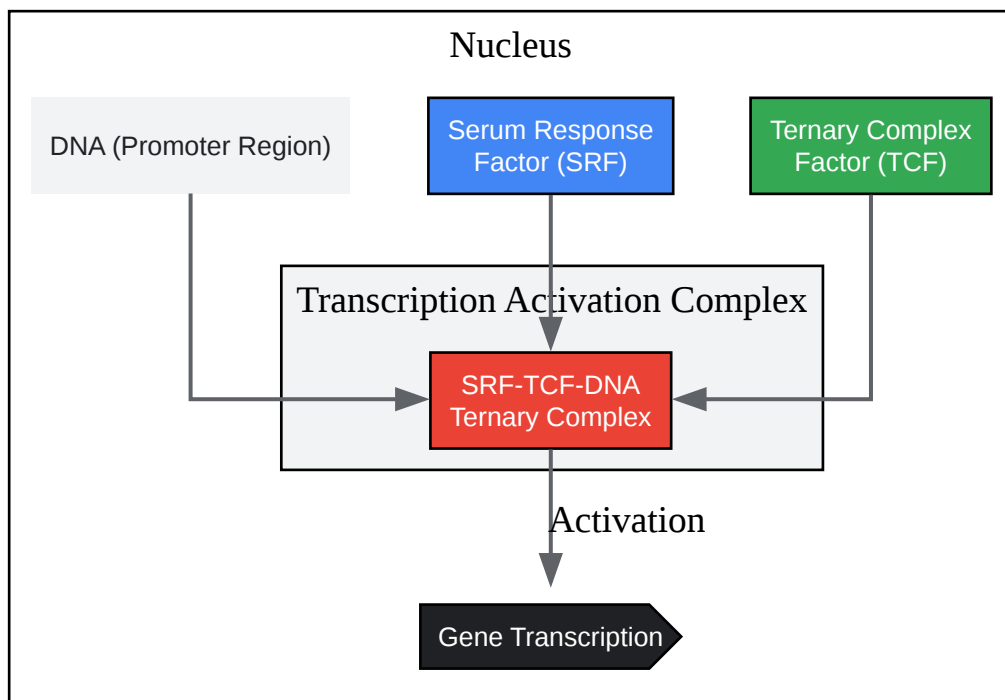 Nucleus
DNA (Promoter Region)
Serum Response
Factor (SRF)
Ternary Complex
Factor (TCF)
Transcription Activation Complex
SRF-TCF-DNA
Ternary Complex
Activation
Gene Transcription